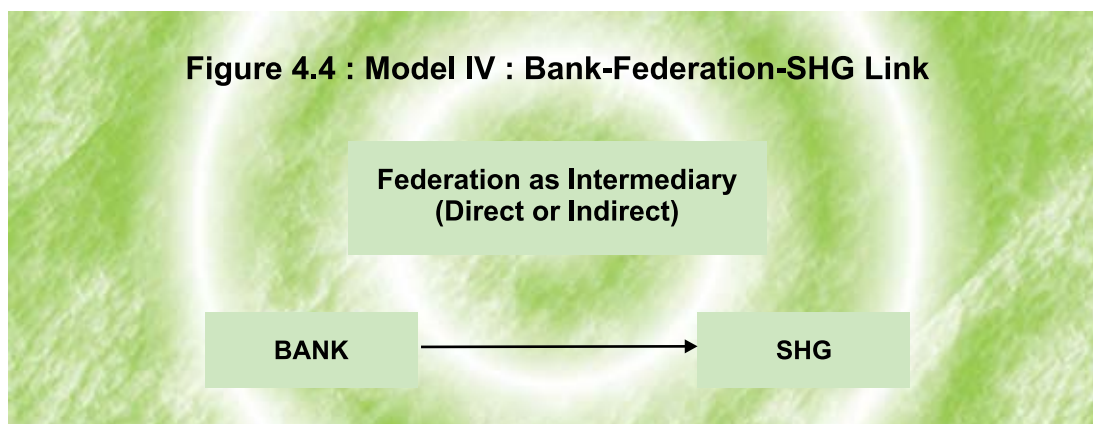 Figure 4.4 : Model IV : Bank-Federation-SHG Link
Federation as Intermediary
(Direct or Indirect)
BANK
SHG